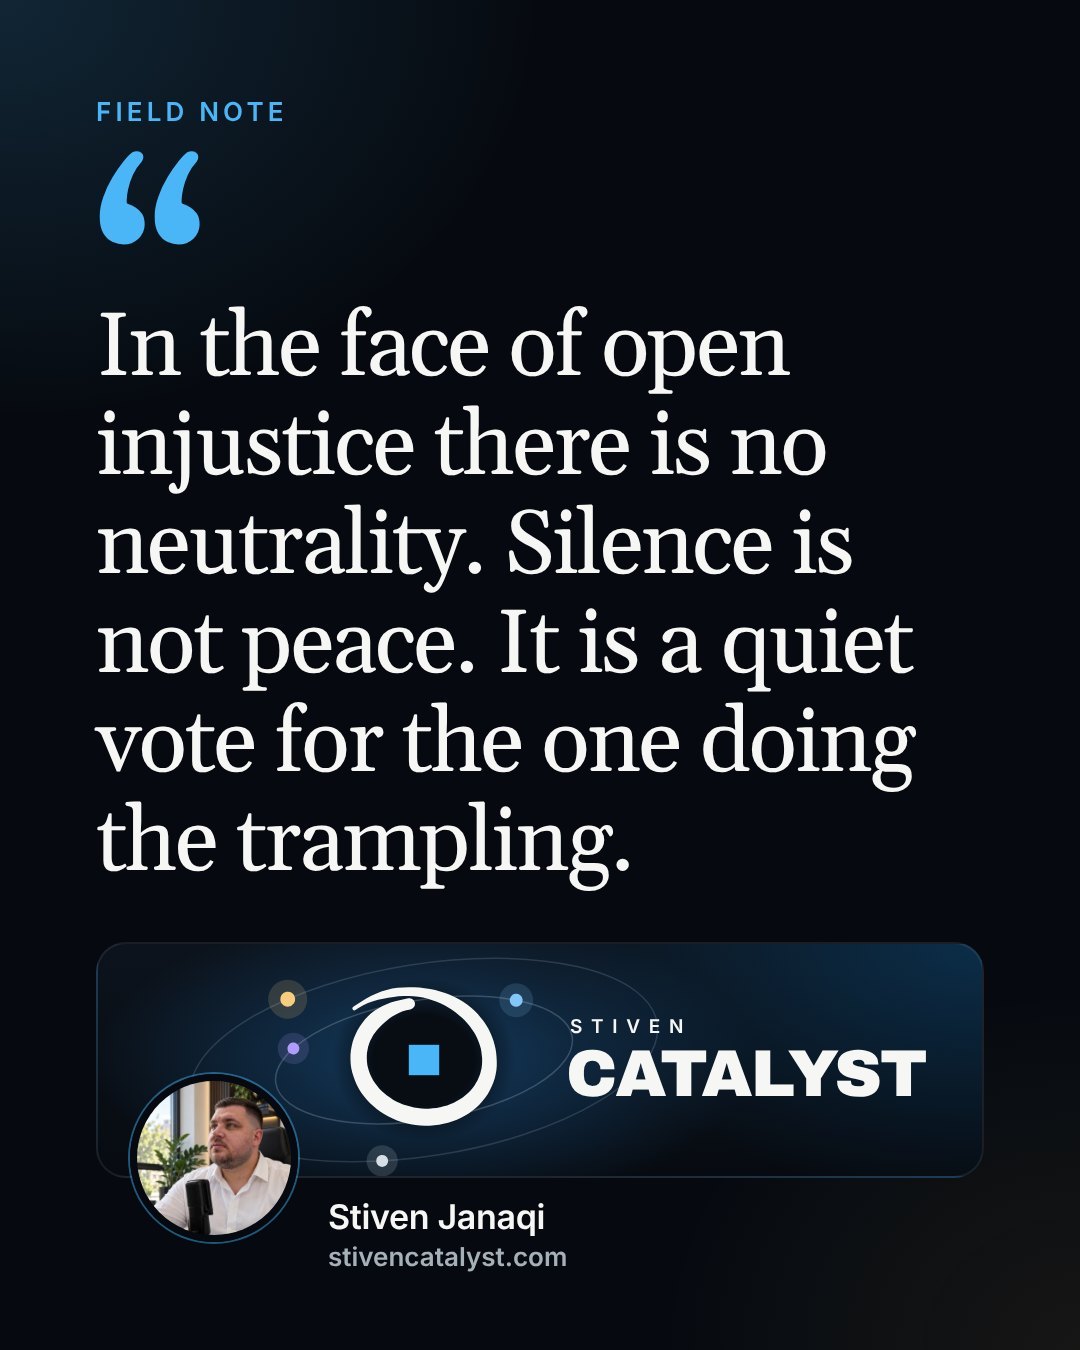 FIELD NOTE
“
In the face of open
injustice there is no
neutrality. Silence is
not peace. It is a quiet
vote for the one doing
the trampling.
STIVEN
CATALYST
Stiven Janaqi
stivencatalyst.com